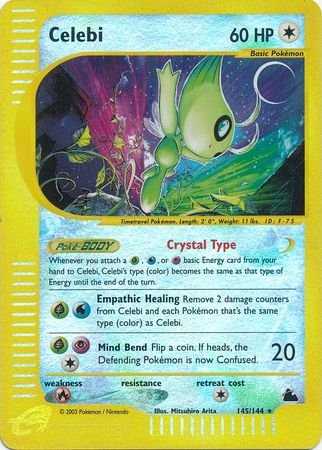 Celebi 60 HP
Basic Pokémon
Timetravel Pokémon. Length: 2' 0", Weight: 11 lbs. ID: F-75
Poké-BODY Crystal Type
Whenever you attach a , , or basic Energy card from your
hand to Celebi, Celebi's type (color) becomes the same as that type of
Energy until the end of the turn.
Empathic Healing Remove 2 damage counters
from Celebi and each Pokémon that's the same
type (color) as Celebi.
Mind Bend Flip a coin. If heads, the
Defending Pokémon is now Confused. 20
weakness resistance retreat cost
© 2003 Pokémon / Nintendo Illus. Mitsuhiro Arita 145/144 ★